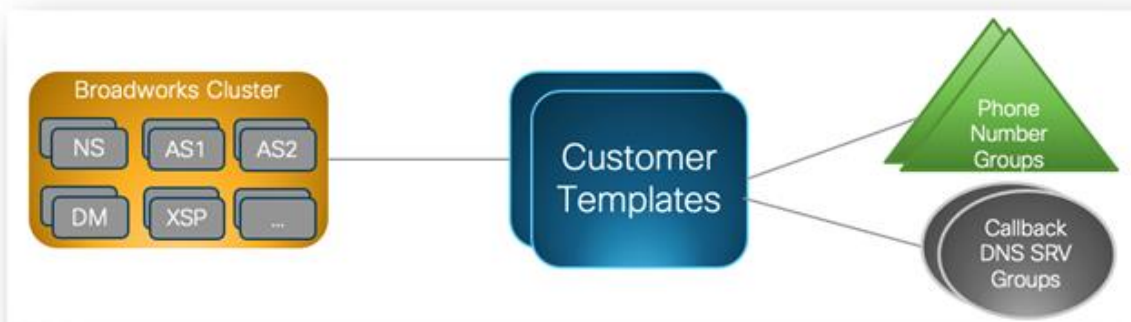 Broadworks Cluster
NS
AS1
AS2
DM
XSP
...
Customer
Templates
Phone
Number
Groups
Callback
DNS SRV
Groups